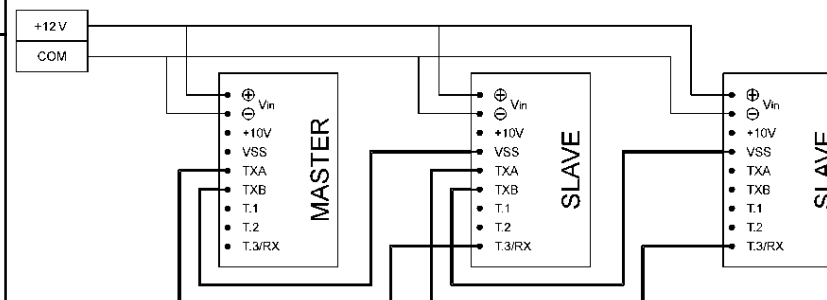 +12V
COM
Vin
+10V
VSS
TXA
TXB
T.1
T.2
T.3/RX
MASTER
Vin
+10V
VSS
TXA
TXB
T.1
T.2
T.3/RX
SLAVE
Vin
+10V
VSS
TXA
TXB
T.1
T.2
T.3/RX
SLAVE